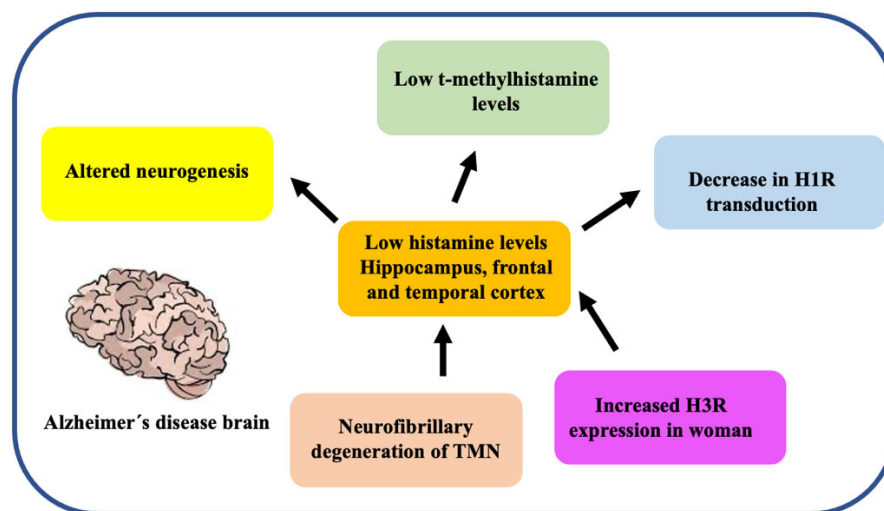 Low t-methylhistamine
levels
Altered neurogenesis
Decrease in H1R
transduction
Low histamine levels
Hippocampus, frontal
and temporal cortex
Alzheimer´s disease brain
Neurofibrillary
degeneration of TMN
Increased H3R
expression in woman